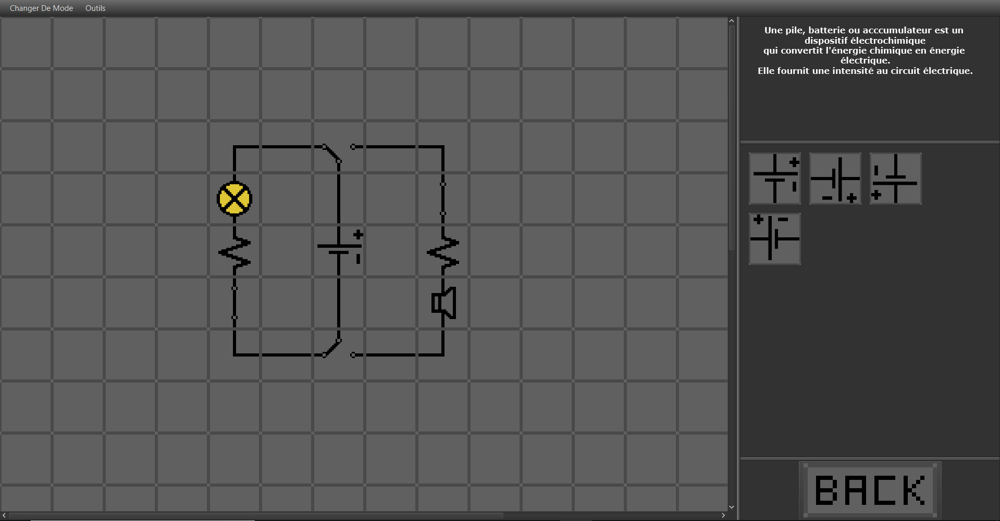 Changer De Mode Outils
Une pile, batterie ou acccumulateur est un
dispositif électrochimique
qui convertit l'énergie chimique en énergie
électrique.
Elle fournit une intensité au circuit électrique.
BACK